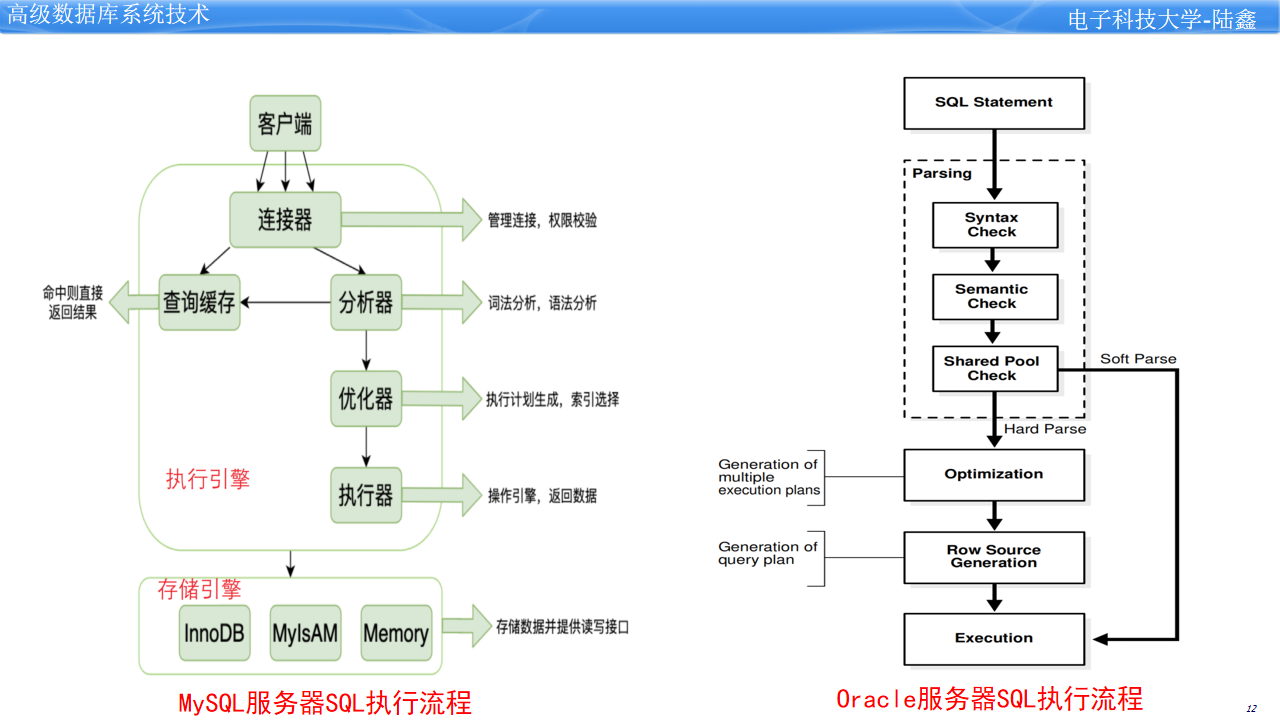 高级数据库系统技术
电子科技大学-陆鑫
客户端
连接器
管理连接，权限校验
命中则直接
返回结果
查询缓存
分析器
词法分析，语法分析
优化器
执行计划生成，索引选择
执行引擎
执行器
操作引擎，返回数据
存储引擎
InnoDB
MyIsAM
Memory
存储数据并提供读写接口
MySQL服务器SQL执行流程
SQL Statement
Parsing
Syntax
Check
Semantic
Check
Shared Pool
Check
Soft Parse
Hard Parse
Generation of
multiple
execution plans
Optimization
Generation of
query plan
Row Source
Generation
Execution
Oracle服务器SQL执行流程
12